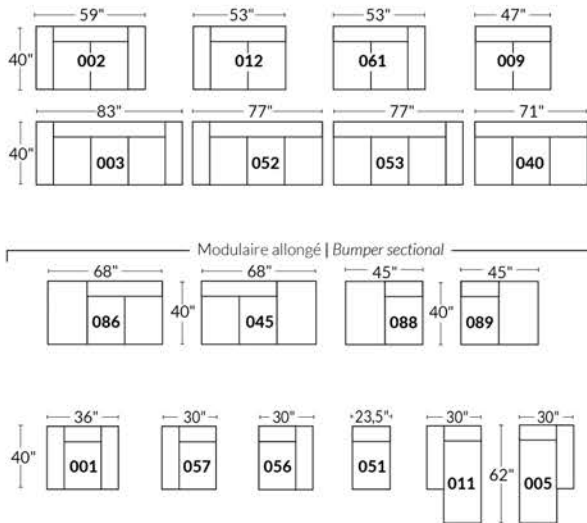 59" 53" 53" 47"
40" 002 012 061 009
83" 77" 77" 71"
40" 003 052 053 040
Modulaire allongé | Bumper sectional
68" 68" 45" 45"
086 40" 045 088 40" 089
36" 30" 30" 23,5" 30" 30"
40" 001 057 056 051 011 62" 005